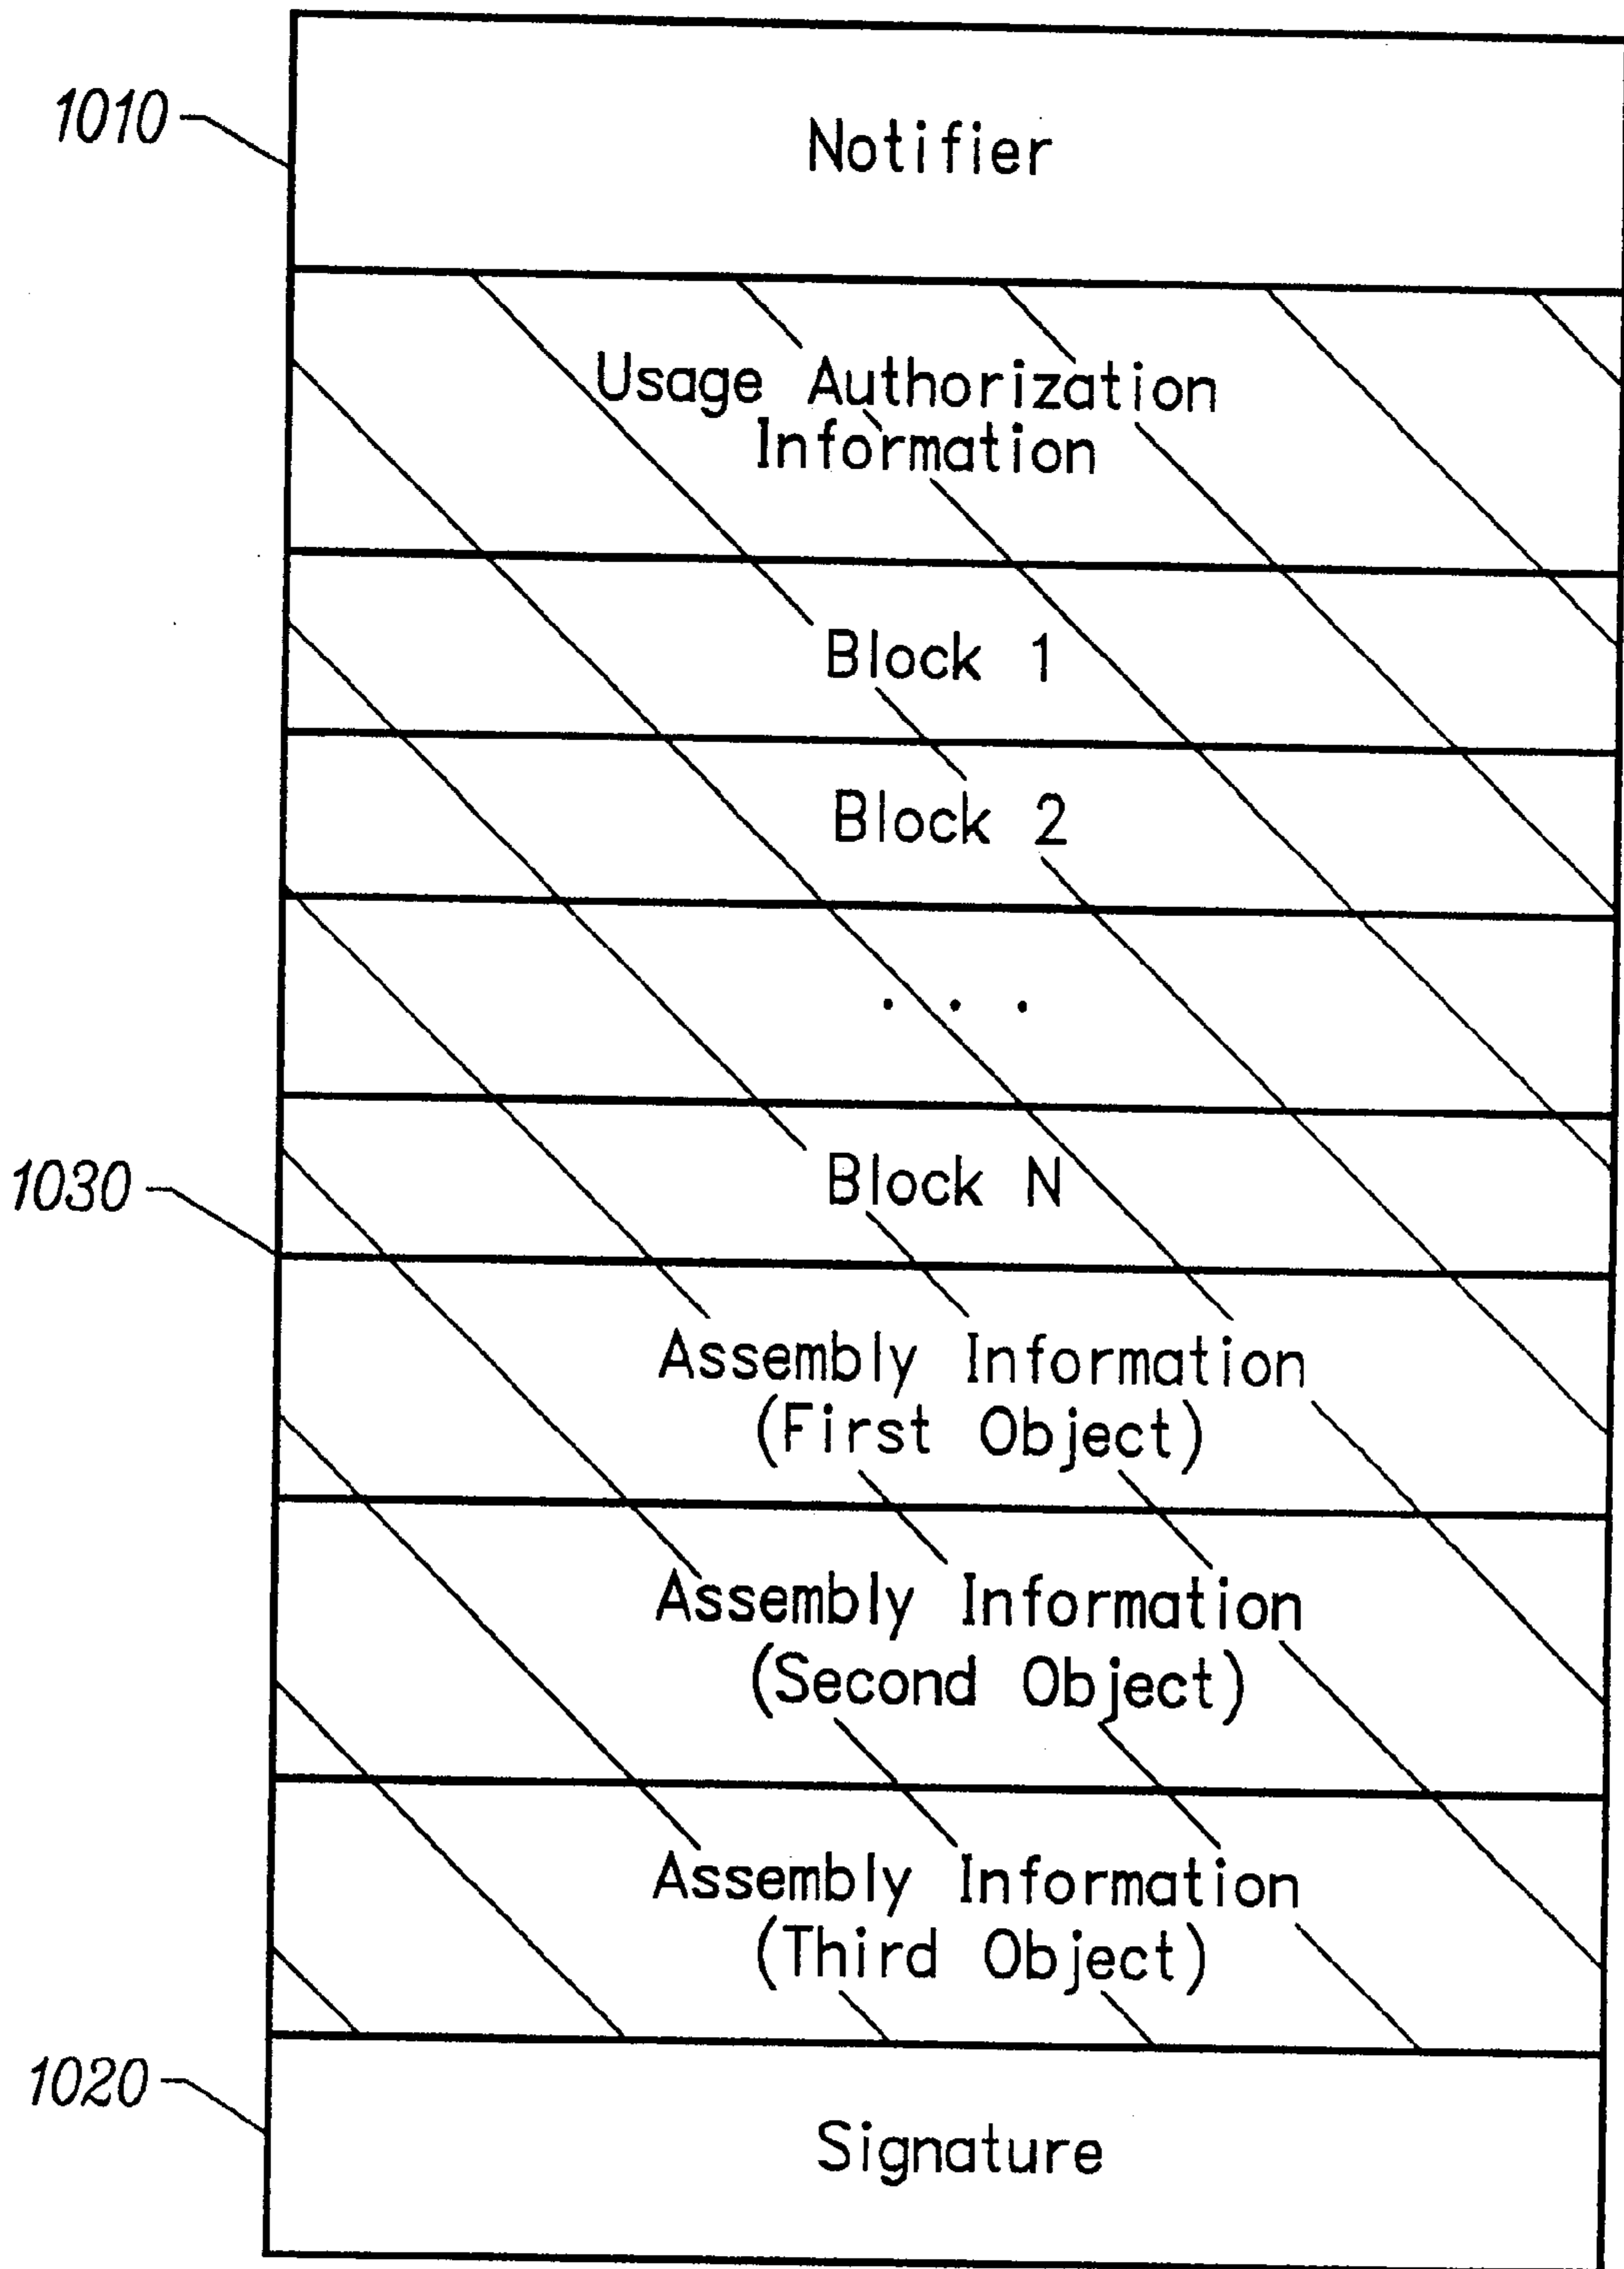 1010
Notifier
Usage Authorization
Information
Block 1
Block 2
. . .
1030
Block N
Assembly Information
(First Object)
Assembly Information
(Second Object)
Assembly Information
(Third Object)
1020
Signature